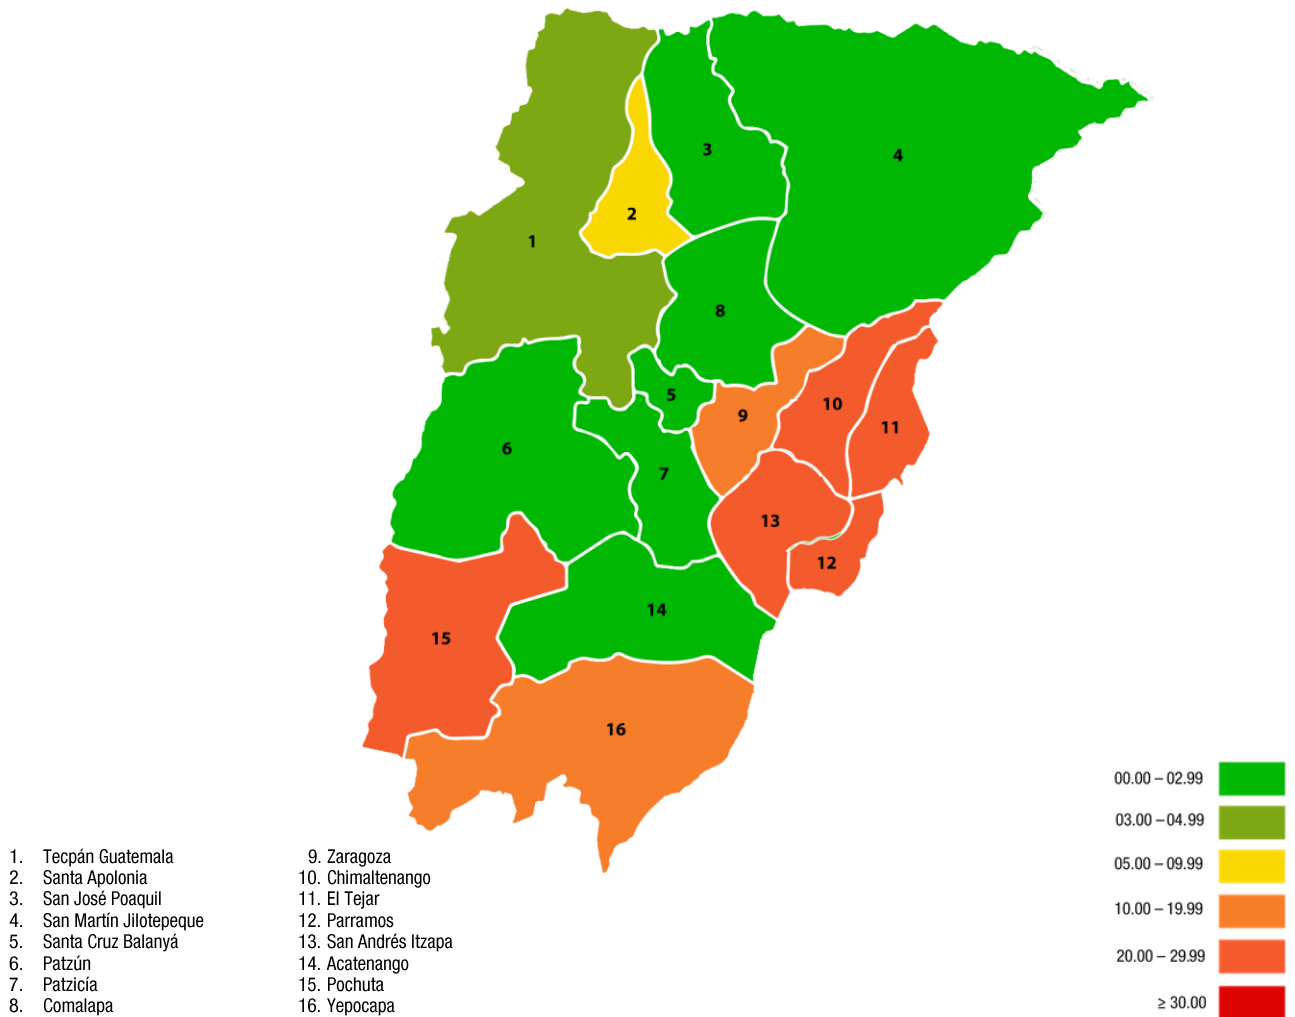 3
4
2
1
8
5
10
9
11
6
7
13
12
14
15
16
00.00 – 02.99
03.00 – 04.99
05.00 – 09.99
10.00 – 19.99
20.00 – 29.99
≥ 30.00
1. Tecpán Guatemala
2. Santa Apolonia
3. San José Poaquil
4. San Martín Jilotepeque
5. Santa Cruz Balanyá
6. Patzún
7. Patzicía
8. Comalapa
9. Zaragoza
10. Chimaltenango
11. El Tejar
12. Parramos
13. San Andrés Itzapa
14. Acatenango
15. Pochuta
16. Yepocapa